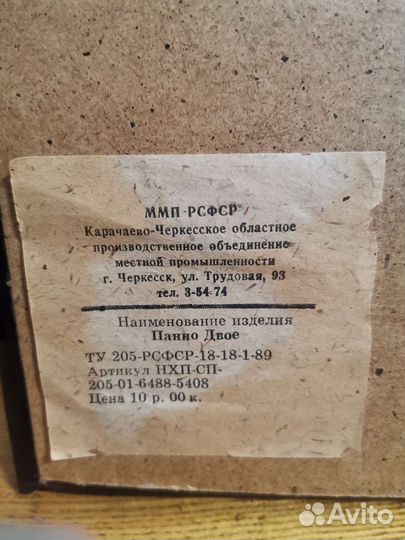 ММП РСФСР
Карачаево-Черкесское областное
производственное объединение
местной промышленности
г. Черкесск, ул. Трудовая, 93
тел. 3-54-74
Наименование изделия
Панно Двое
ТУ 205-РСФСР-18-18-1-89
Артикул НХП-СП-
205-01-6488-5408
Цена 10 р. 00 к.
Avito